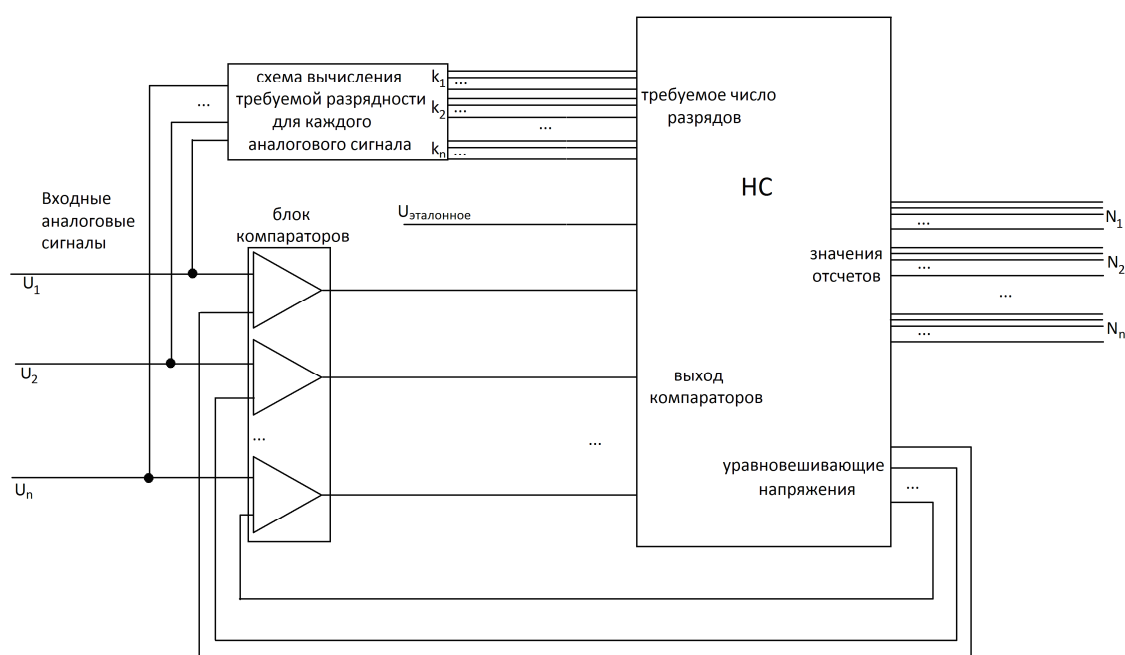 схема вычисления
требуемой разрядности
для каждого
аналогового сигнала
k1
...
k2
...
...
kn
...
...
требуемое число
разрядов
НС
Uэталонное
Входные
аналоговые
сигналы
блок
компараторов
U1
U2
Un
...
...
значения
отсчетов
...
N1
...
N2
...
...
Nn
выход
компараторов
уравновешивающие
напряжения
...